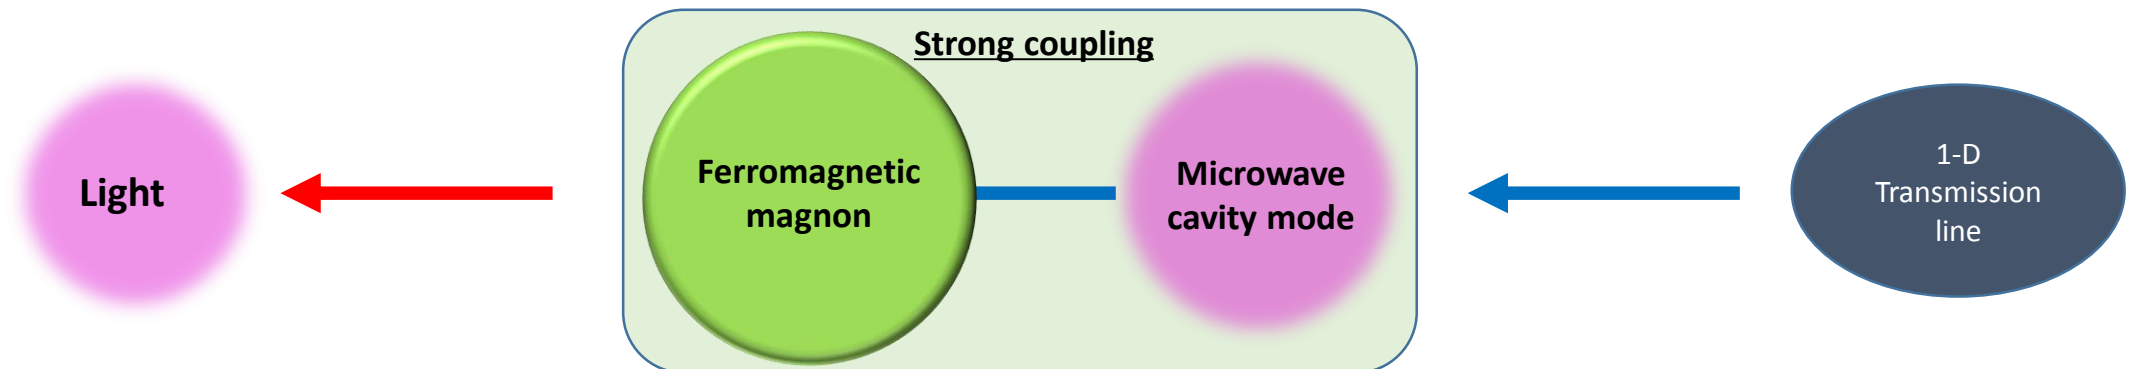 Strong coupling
Light
Ferromagnetic
magnon
Microwave
cavity mode
1-D
Transmission
line